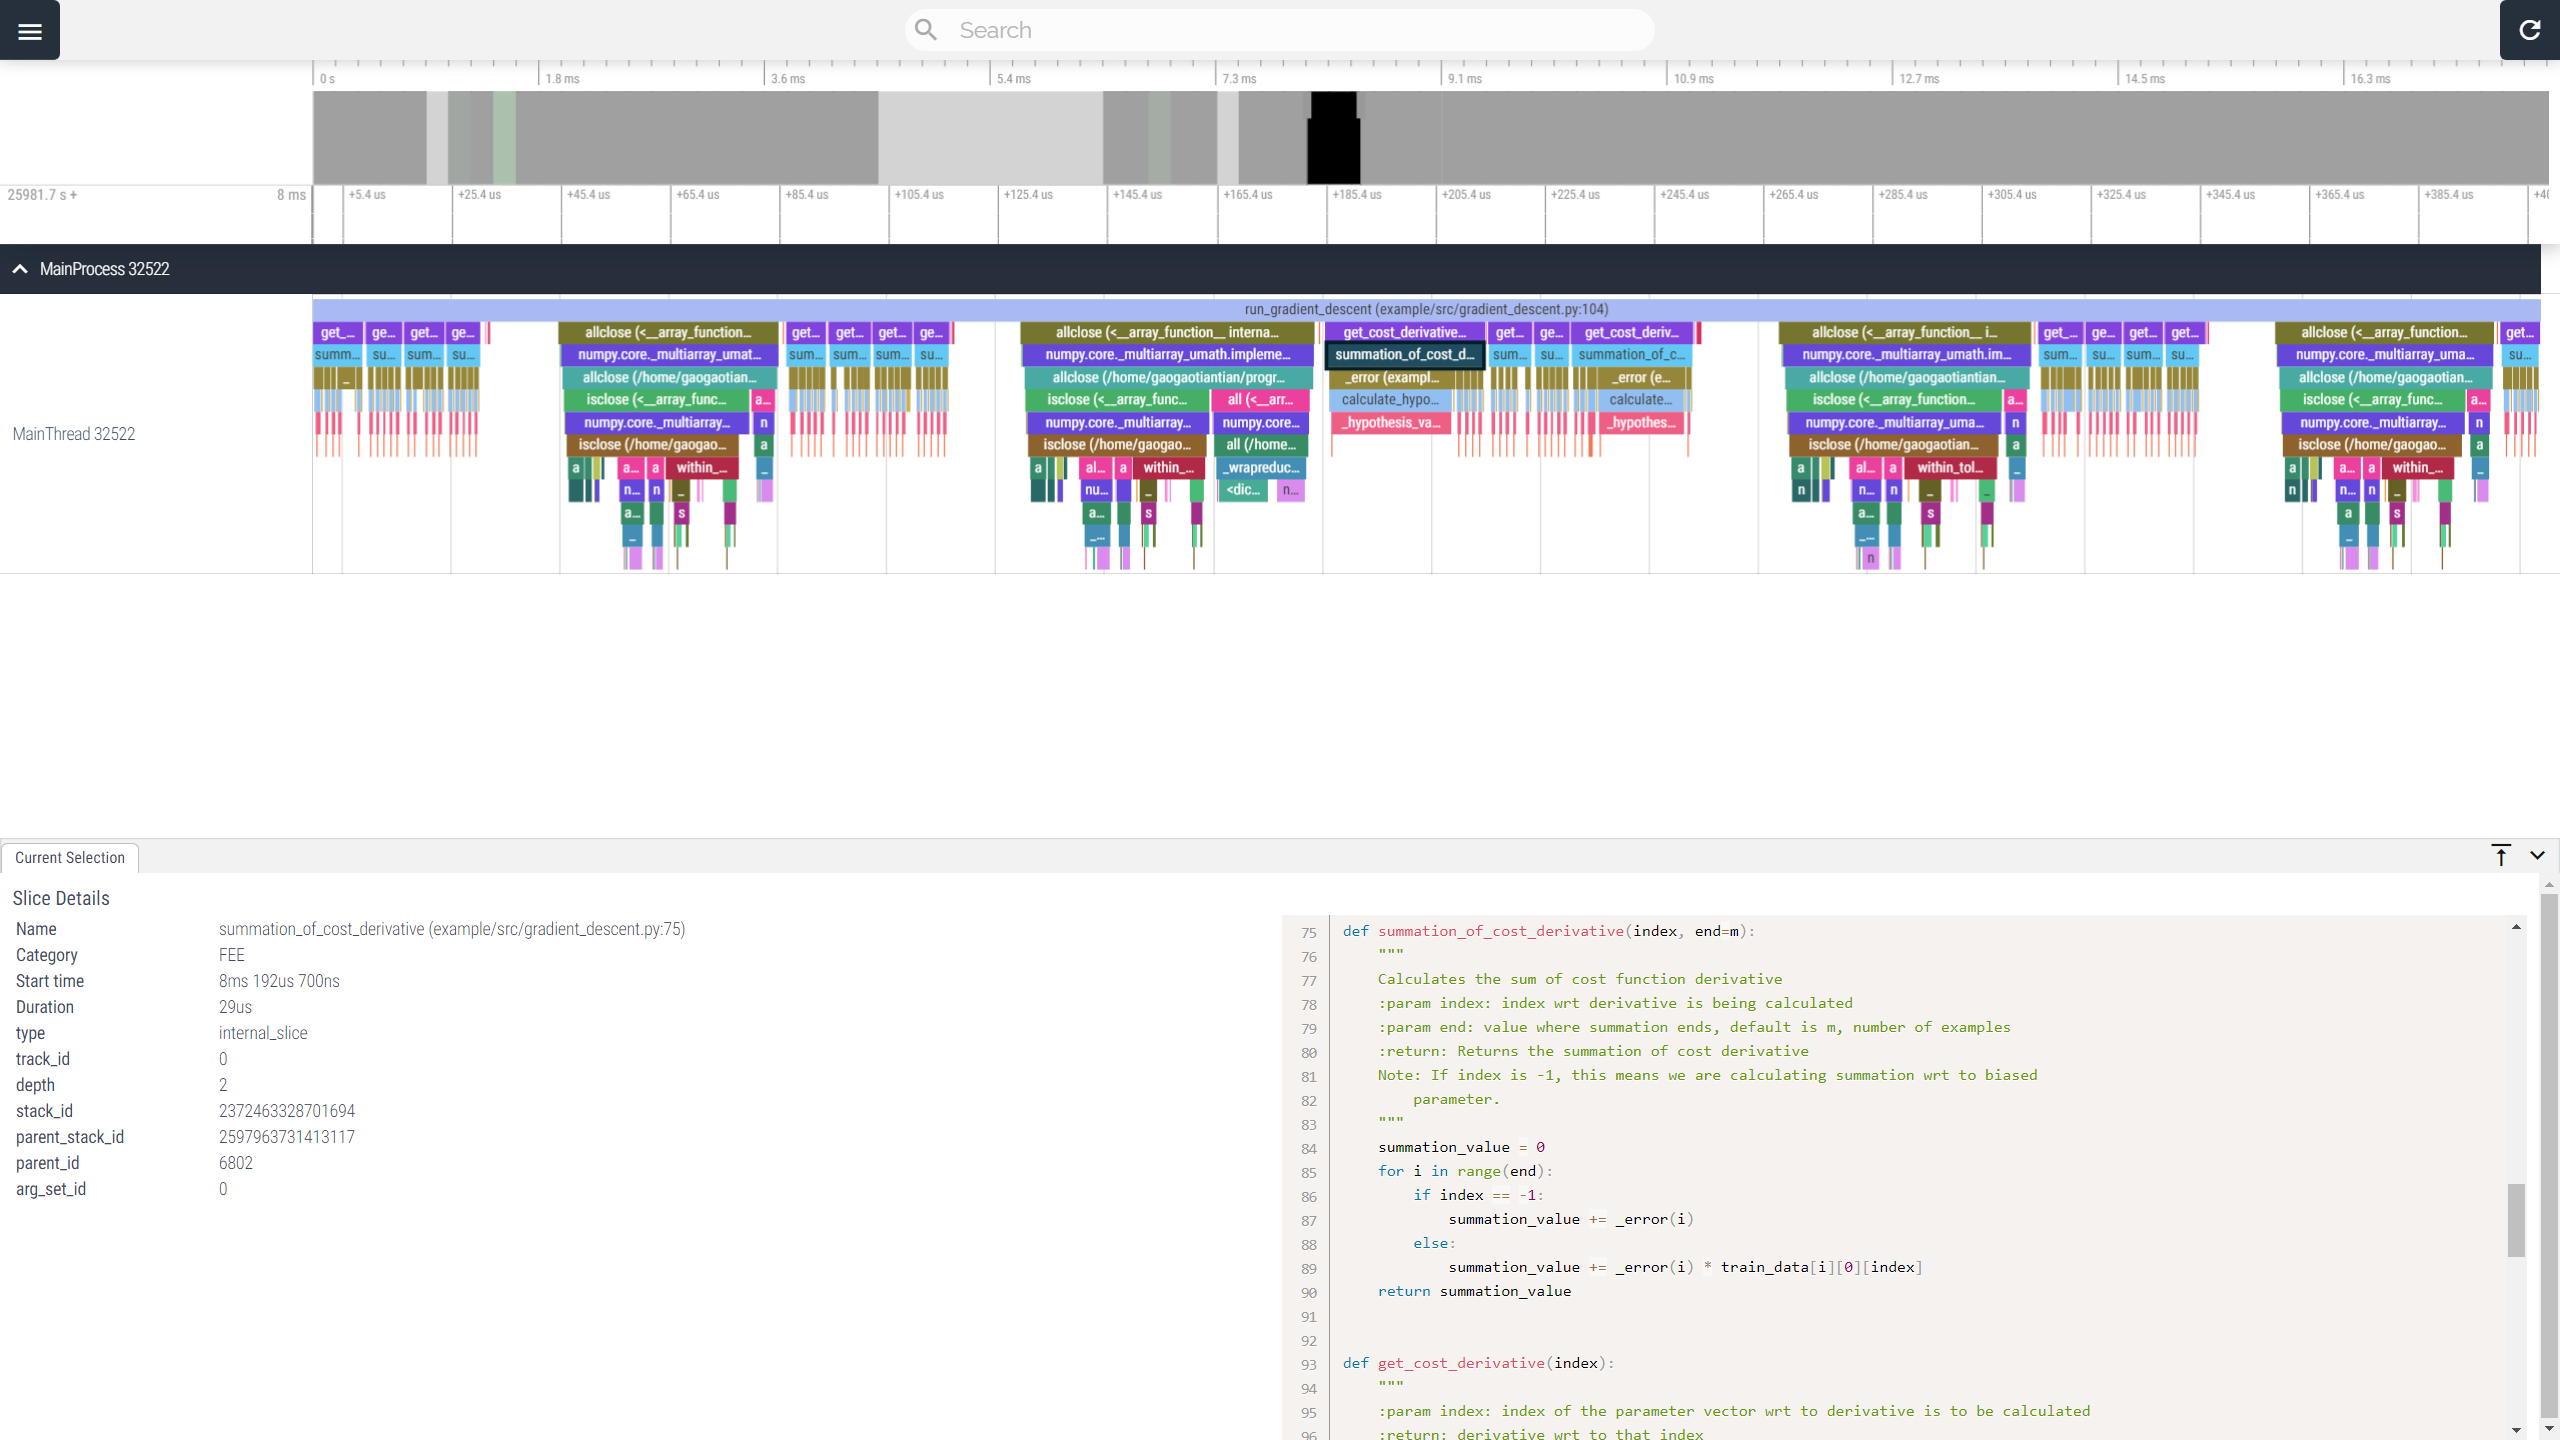 Search
0 s 1.8 ms 3.6 ms 5.4 ms 7.3 ms 9.1 ms 10.9 ms 12.7 ms 14.5 ms 16.3 ms
25981.7 s + 8 ms +5.4 us +25.4 us +45.4 us +65.4 us +85.4 us +105.4 us +125.4 us +145.4 us +165.4 us +185.4 us +205.4 us +225.4 us +245.4 us +265.4 us +285.4 us +305.4 us +325.4 us +345.4 us +365.4 us +385.4 us +40
MainProcess 32522
run_gradient_descent (example/src/gradient_descent.py:104)
get_... ge... get... ge... allclose (<__array_function... get... get... get... ge... allclose (<__array_function__ interna... get_cost_derivative... get... ge... get_cost_deriv... allclose (<__array_function__ i... get... ge... get... get... allclose (<__array_function... get...
summ... su... sum... su... numpy.core._multiarray_umat... sum... sum... sum... su... numpy.core._multiarray_umath.impleme... summation_of_cost_d... sum... su... summation_of_c... numpy.core._multiarray_umath.im... sum... su... sum... su... numpy.core._multiarray_uma... su...
_ allclose (/home/gaogaotian... allclose (/home/gaogaotiantian/progr... _error (exampl... _error (e... allclose (/home/gaogaotiantian... allclose (/home/gaogaotian...
isclose (<__array_func... a... isclose (<__array_func... all (<__arr... calculate_hypo... calculate... isclose (<__array_function... a... isclose (<__array_func... a...
numpy.core._multiarray... n numpy.core._multiarray... numpy.core... _hypothesis_va... _hypothes... numpy.core._multiarray_uma... n numpy.core._multiarray... n
MainThread 32522
isclose (/home/gaogao... a isclose (/home/gaogao... all (/home... isclose (/home/gaogaotian... a isclose (/home/gaogao... a
a a... a within_... _ a al... a within_... _wrapreduc... a al... a within_tol... _ a a... a within_... _
n... n _ nu... _ <dic... n... n n... n _ _ n n... n _
a... s a... s a... s a s
_ _... _... _
n
Current Selection
Slice Details
Name summation_of_cost_derivative (example/src/gradient_descent.py:75)
Category FEE
Start time 8ms 192us 700ns
Duration 29us
type internal_slice
track_id 0
depth 2
stack_id 2372463328701694
parent_stack_id 2597963731413117
parent_id 6802
arg_set_id 0
75 def summation_of_cost_derivative(index, end=m):
76 """
77 Calculates the sum of cost function derivative
78 :param index: index wrt derivative is being calculated
79 :param end: value where summation ends, default is m, number of examples
80 :return: Returns the summation of cost derivative
81 Note: If index is -1, this means we are calculating summation wrt to biased
82 parameter.
83 """
84 summation_value = 0
85 for i in range(end):
86 if index == -1:
87 summation_value += _error(i)
88 else:
89 summation_value += _error(i) * train_data[i][0][index]
90 return summation_value
91
92
93 def get_cost_derivative(index):
94 """
95 :param index: index of the parameter vector wrt to derivative is to be calculated
96 :return: derivative wrt to that index